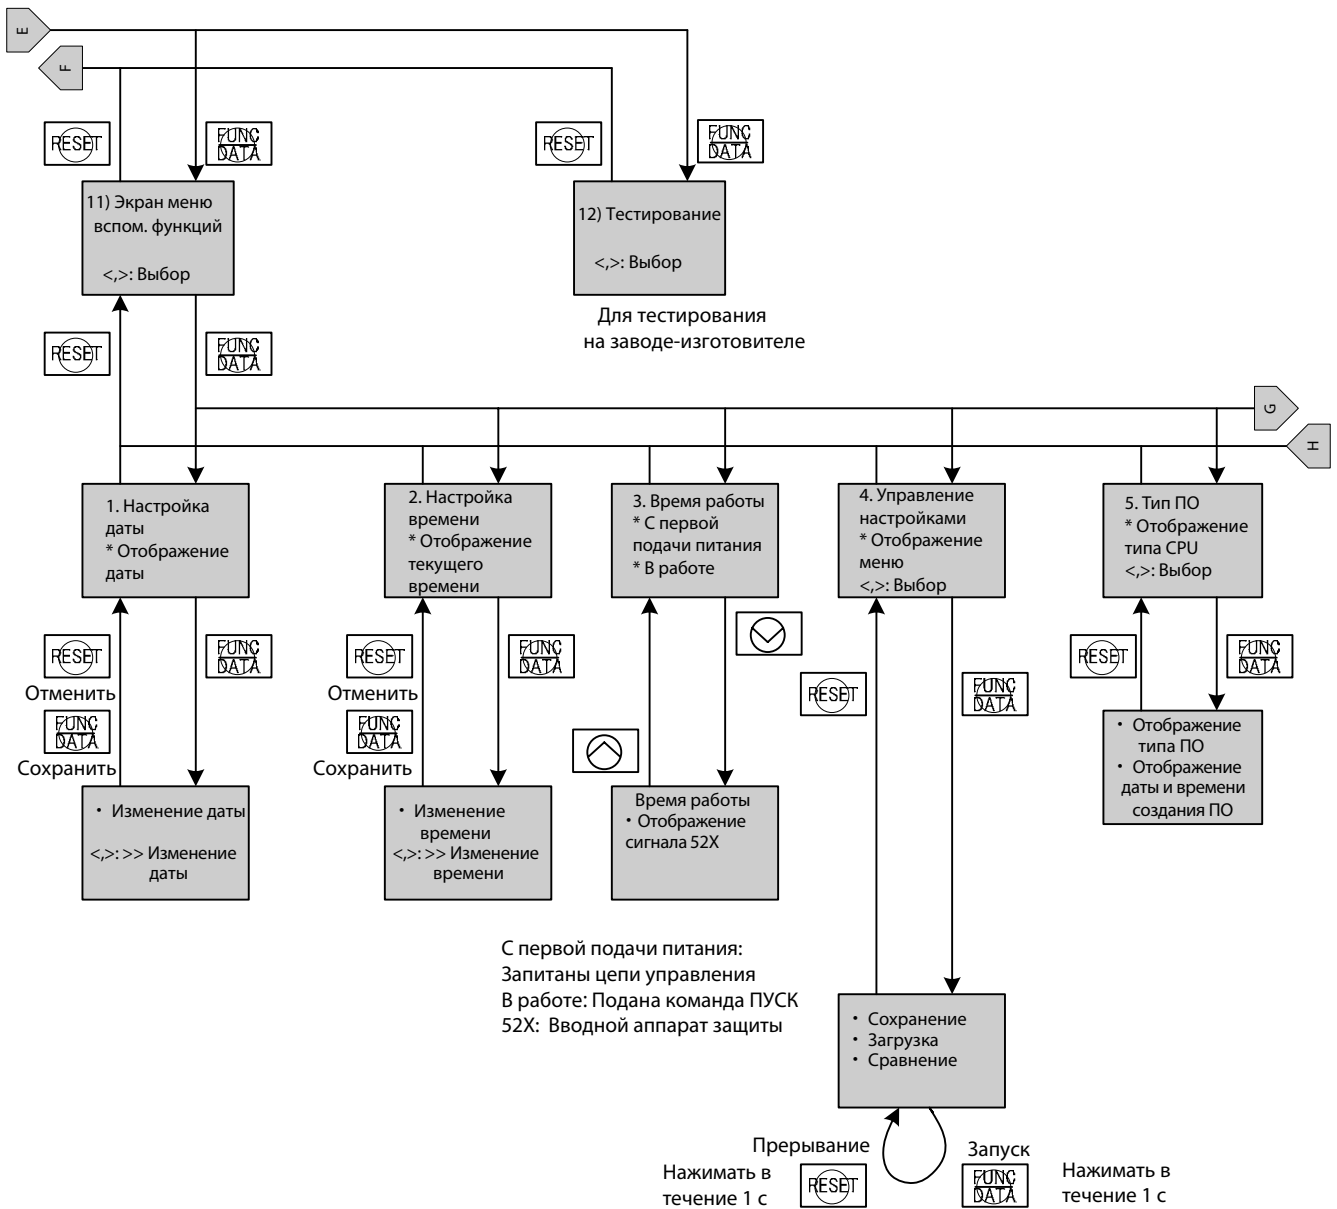 E
F
RESET
FUNC
DATA
RESET
FUNC
DATA
11) Экран меню
вспом. функций
<,>: Выбор
12) Тестирование
<,>: Выбор
Для тестирования
на заводе-изготовителе
RESET
FUNC
DATA
G
H
1. Настройка
даты
* Отображение
даты
2. Настройка
времени
* Отображение
текущего
времени
3. Время работы
* С первой
подачи питания
* В работе
4. Управление
настройками
* Отображение
меню
<,>: Выбор
5. Тип ПО
* Отображение
типа CPU
<,>: Выбор
RESET
Отменить
FUNC
DATA
Сохранить
FUNC
DATA
RESET
Отменить
FUNC
DATA
Сохранить
FUNC
DATA
RESET
FUNC
DATA
RESET
FUNC
DATA
• Изменение даты
<,>: >> Изменение
даты
• Изменение
времени
<,>: >> Изменение
времени
Время работы
• Отображение
сигнала 52X
• Отображение
типа ПО
• Отображение
даты и времени
создания ПО
С первой подачи питания:
Запитаны цепи управления
В работе: Подана команда ПУСК
52X: Вводной аппарат защиты
• Сохранение
• Загрузка
• Сравнение
Прерывание
Нажимать в
течение 1 с
RESET
Запуск
FUNC
DATA
Нажимать в
течение 1 с